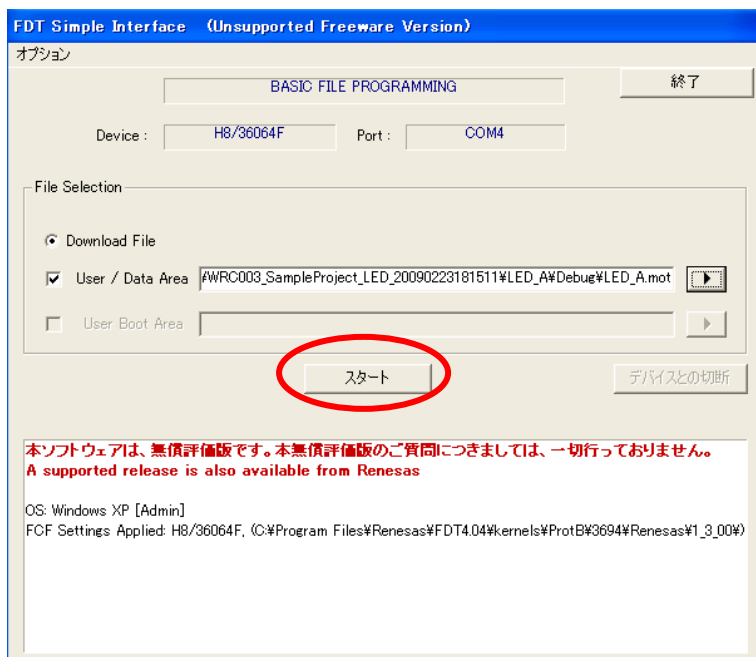 FDT Simple Interface (Unsupported Freeware Version)
オプション
BASIC FILE PROGRAMMING
終了
Device : H8/36064F Port : COM4
File Selection
Download File
User / Data Area ¥WRC003_SampleProject_LED_20090223181511¥LED_A¥Debug¥LED_A.mot
User Boot Area
スタート
デバイスとの切断
本ソフトウェアは、無償評価版です。本無償評価版のご質問につきましては、一切行っておりません。
A supported release is also available from Renesas
OS: Windows XP [Admin]
FCF Settings Applied: H8/36064F, (C:¥Program Files¥Renesas¥FDT4.04¥kernels¥ProtB¥3694¥Renesas¥1_3_00¥)